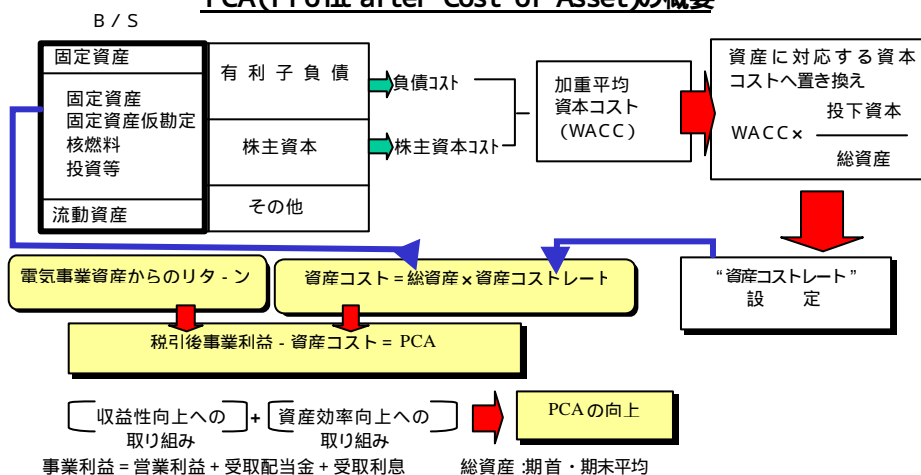 PCA(Profit after Cost of Asset)の概要
B/S
固定資産
固定資産
固定資産仮勘定
核燃料
投資等
流動資産
有利子負債
株主資本
その他
負債コスト
株主資本コスト
加重平均
資本コスト
(WACC)
資産に対応する資本
コストへ置き換え
WACC×
投下資本
総資産
“資産コストレート”
設 定
電気事業資産からのリタ-ン
資産コスト=総資産×資産コストレート
税引後事業利益-資産コスト=PCA
収益性向上への
取り組み
+
資産効率向上への
取り組み
PCAの向上
事業利益=営業利益+受取配当金+受取利息
総資産:期首・期末平均